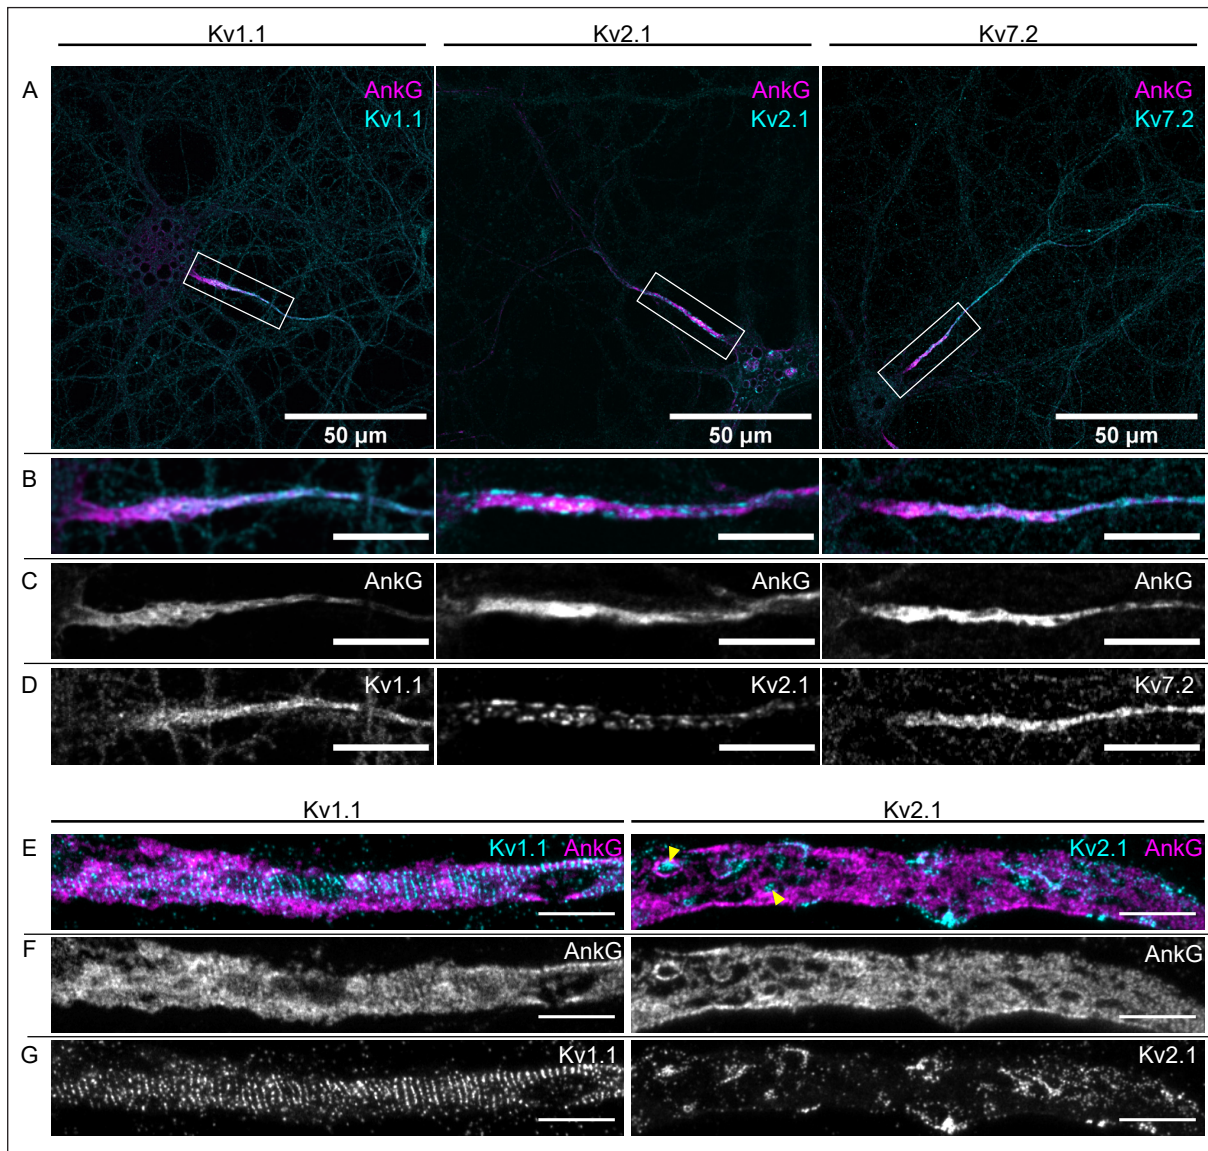 Kv1.1 Kv2.1 Kv7.2
A AnkG AnkG AnkG
Kv1.1 Kv2.1 Kv7.2
50 µm 50 µm 50 µm
B
C AnkG AnkG AnkG
D Kv1.1 Kv2.1 Kv7.2
Kv1.1 Kv2.1
E Kv1.1 AnkG Kv2.1 AnkG
F AnkG AnkG
G Kv1.1 Kv2.1